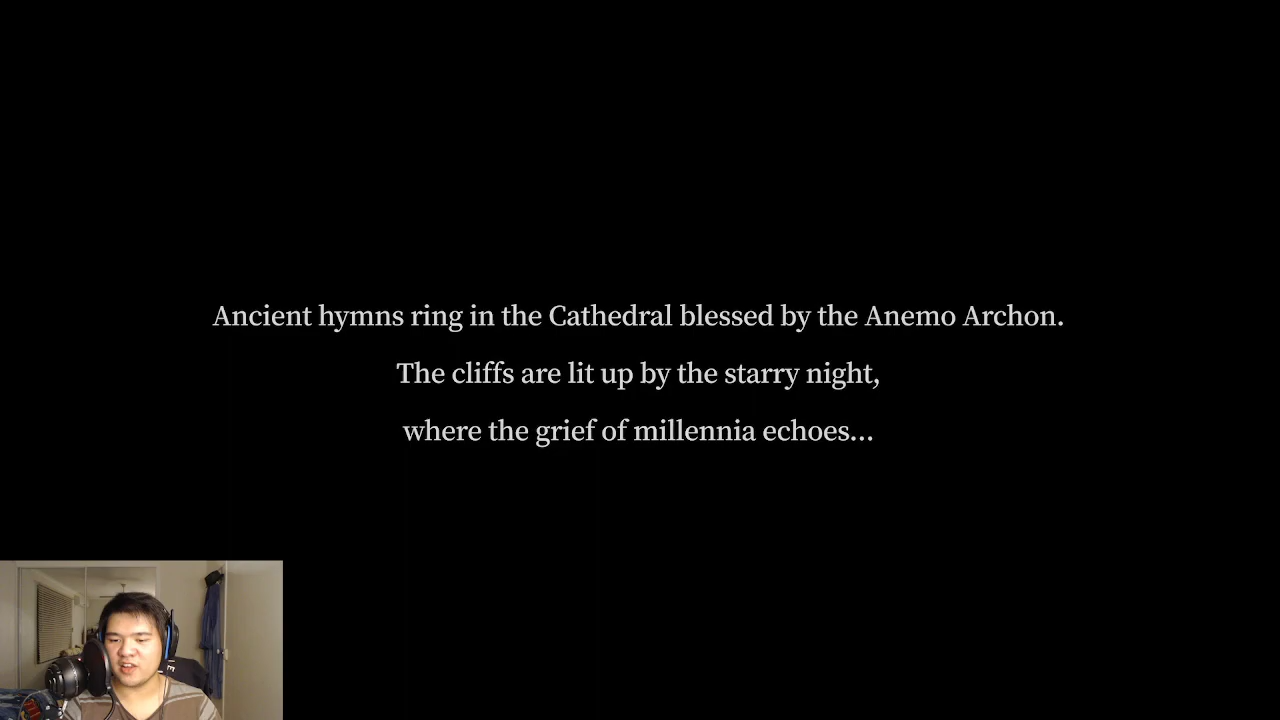 Ancient hymns ring in the Cathedral blessed by the Anemo Archon.
The cliffs are lit up by the starry night,
where the grief of millennia echoes...